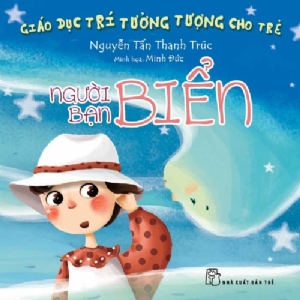 GIÁO DỤC TRÍ TƯỞNG TƯỢNG CHO TRẺ
Nguyễn Tấn Thanh Trúc
Minh họa: Minh Đức
NGƯỜI
BẠN
BIỂN
NHÀ XUẤT BẢN TRẺ